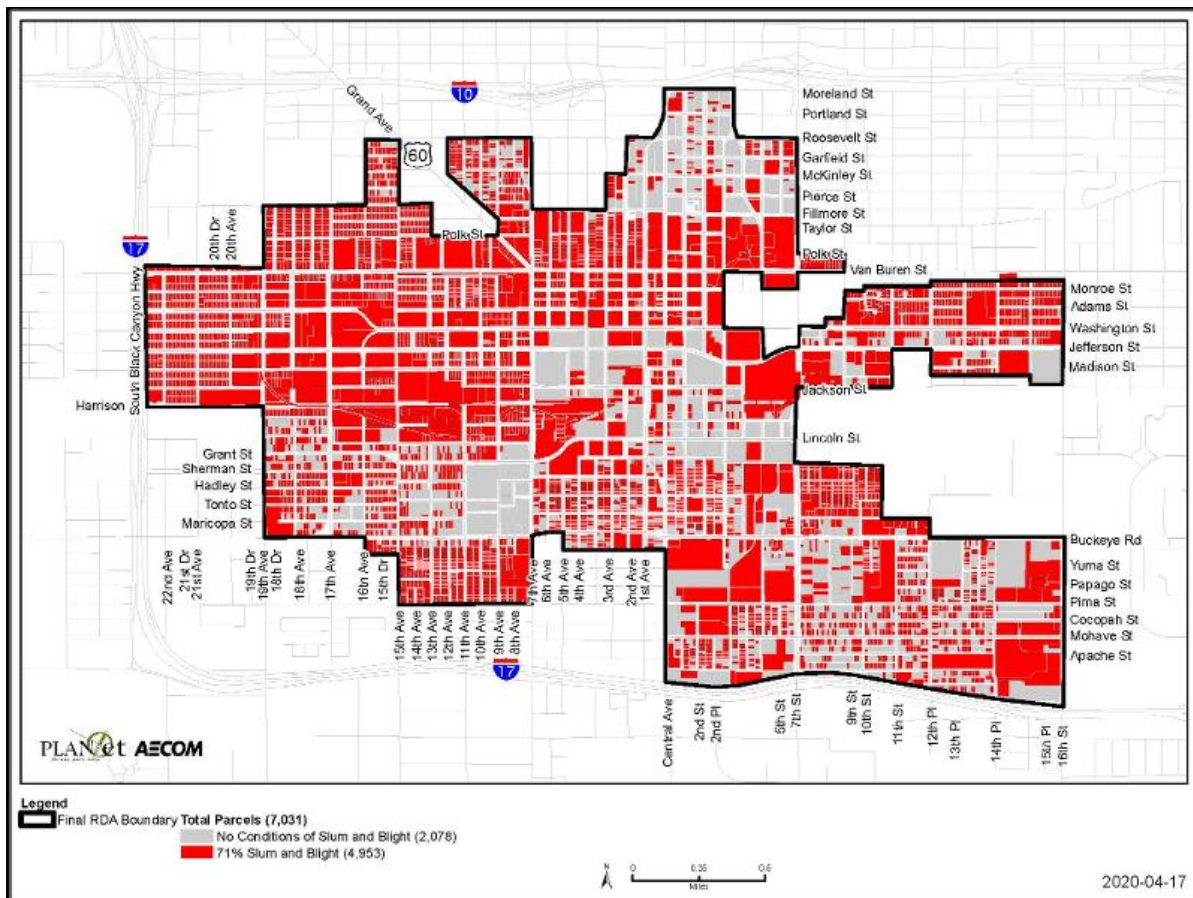 10
Grand Ave
60
Moreland St
Portland St
Roosevelt St
Garfield St
McKinley St
Pierce St
Fillmore St
Taylor St
Polk St
Polk St
Van Buren St
17
20th Dr
20th Ave
South Black Canyon Hwy
Monroe St
Adams St
Washington St
Jefferson St
Madison St
Jackson St
Harrison
Lincoln St
Grant St
Sherman St
Hadley St
Tonto St
Maricopa St
Buckeye Rd
Yuma St
Papago St
Pima St
Cocopah St
Mohave St
Apache St
22nd Ave
21st Dr
21st Ave
19th Dr
19th Ave
18th Dr
18th Ave
17th Ave
16th Ave
15th Dr
15th Ave
14th Ave
13th Ave
12th Ave
11th Ave
10th Ave
9th Ave
8th Ave
7th Ave
6th Ave
5th Ave
4th Ave
3rd Ave
2nd Ave
1st Ave
17
Central Ave
2nd St
2nd Pl
5th St
7th St
9th St
10th St
11th St
12th Pl
13th Pl
14th Pl
15th Pl
16th St
PLAN*et AECOM
Legend
Final RDA Boundary Total Parcels (7,031)
No Conditions of Slum and Blight (2,078)
71% Slum and Blight (4,953)
N
0 0.35 0.6
Miles
2020-04-17